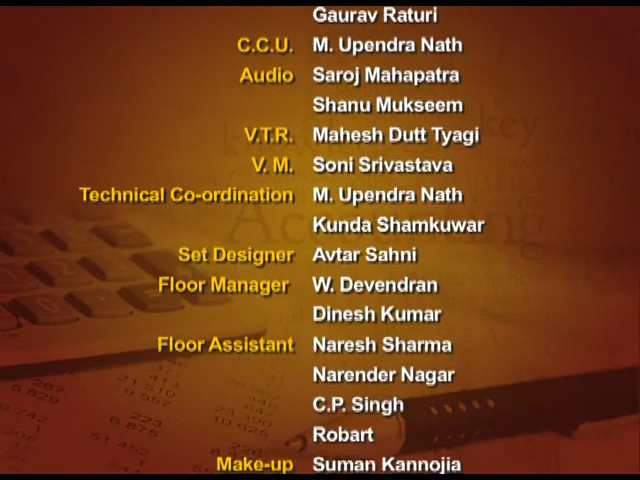 Gaurav Raturi
C.C.U. M. Upendra Nath
Audio Saroj Mahapatra
Shanu Mukseem
V.T.R. Mahesh Dutt Tyagi
V. M. Soni Srivastava
Technical Co-ordination M. Upendra Nath
Kunda Shamkuwar
Set Designer Avtar Sahni
Floor Manager W. Devendran
Dinesh Kumar
Floor Assistant Naresh Sharma
Narender Nagar
C.P. Singh
Robart
Make-up Suman Kannojia